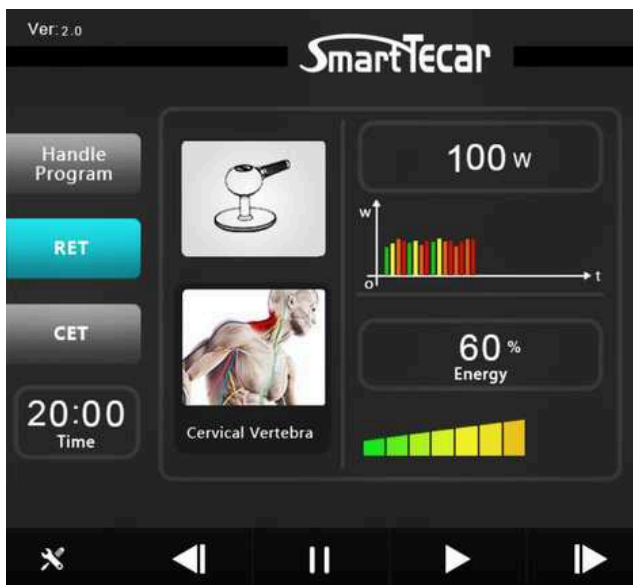 Ver: 2.0
SmartTecar
Handle
Program
RET
CET
20:00
Time
Cervical Vertebra
100 w
w
o
t
60 %
Energy